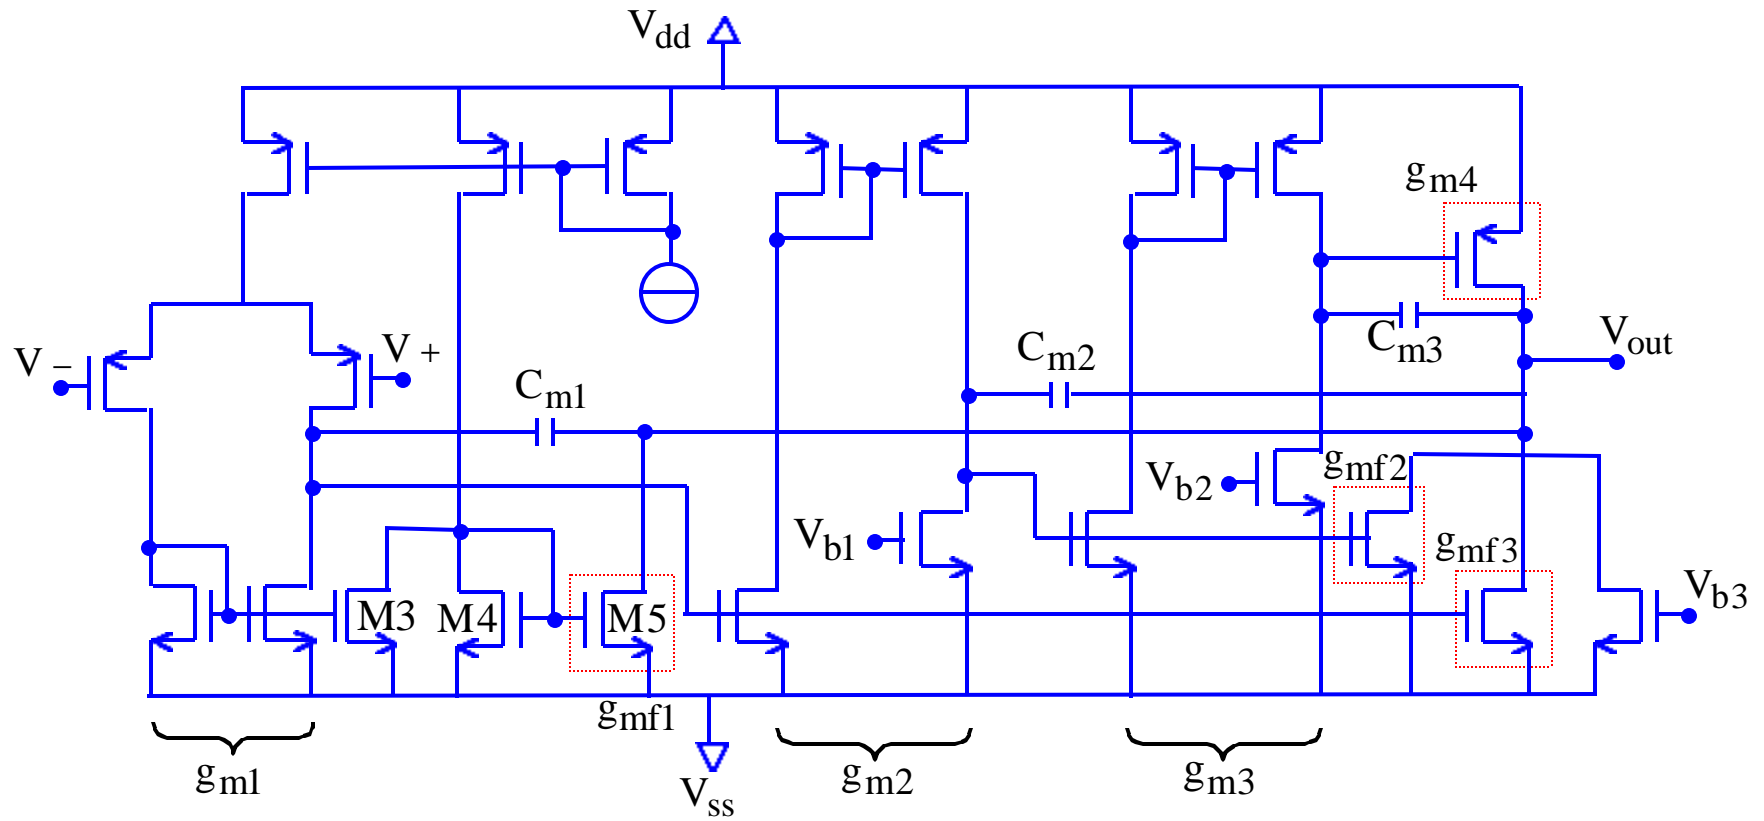 Vdd
gm4
V −
V +
Cm1
Cm2
Cm3
Vout
Vb1
Vb2
gmf2
gmf3
Vb3
M3
M4
M5
gmf1
gm1
Vss
gm2
gm3